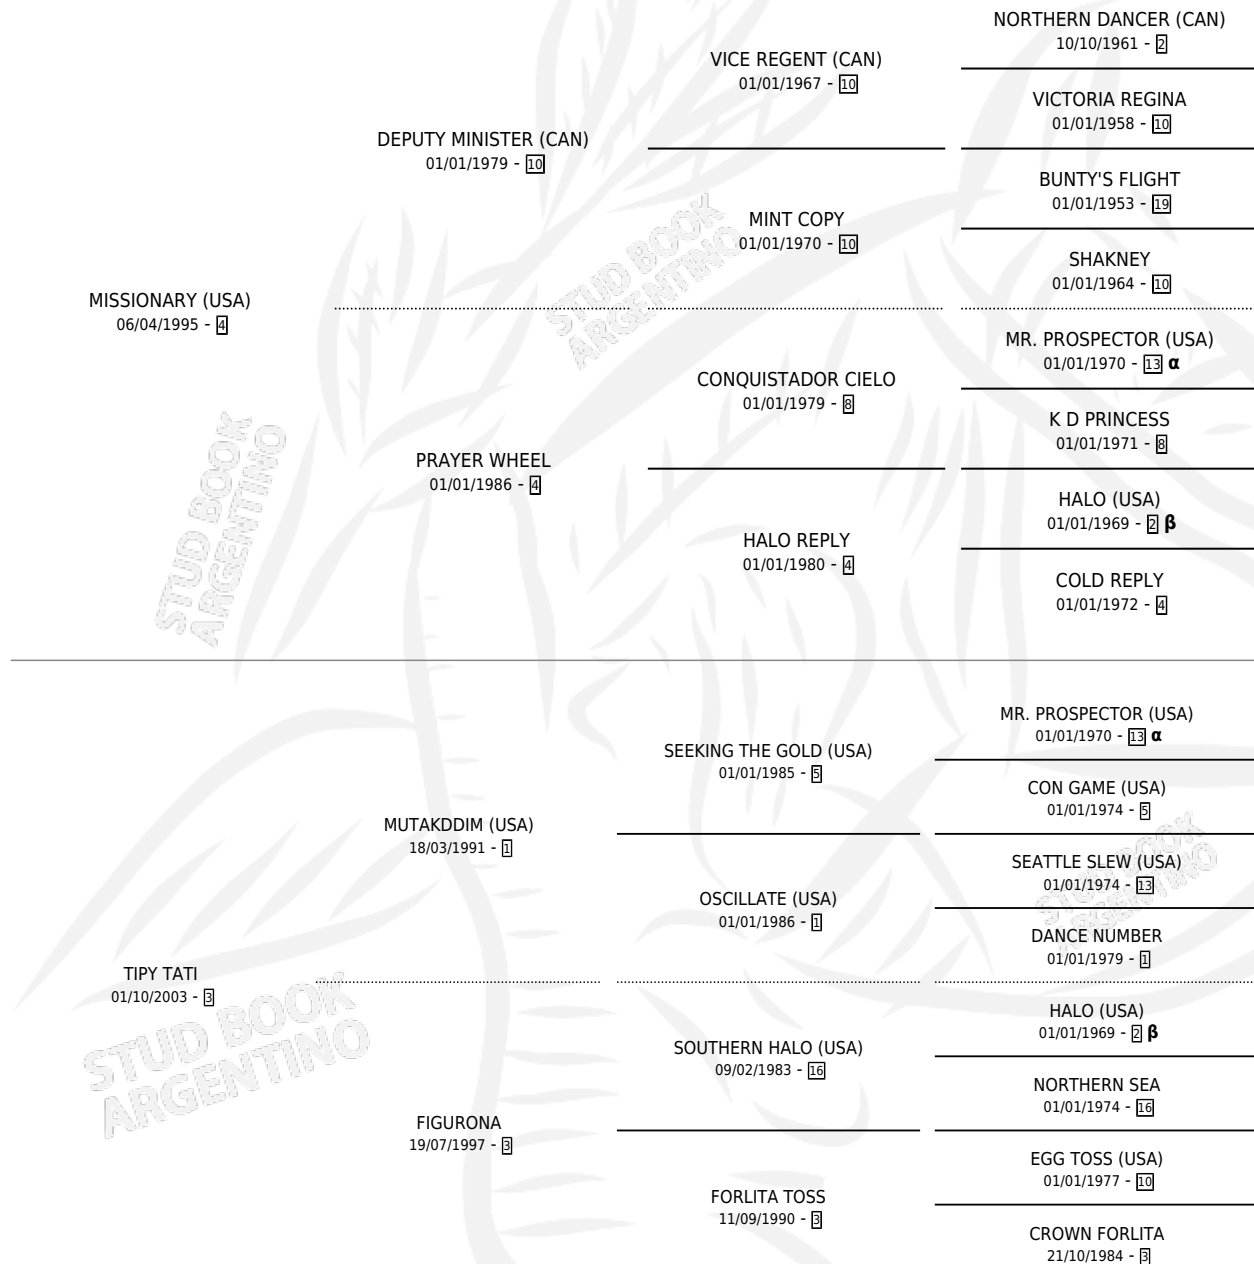 NORTHERN DANCER (CAN)
10/10/1961 - 2
VICE REGENT (CAN)
01/01/1967 - 10
VICTORIA REGINA
01/01/1958 - 10
DEPUTY MINISTER (CAN)
01/01/1979 - 10
BUNTY'S FLIGHT
01/01/1953 - 19
MINT COPY
01/01/1970 - 10
SHAKNEY
01/01/1964 - 10
MISSIONARY (USA)
06/04/1995 - 4
MR. PROSPECTOR (USA)
01/01/1970 - 13 α
CONQUISTADOR CIELO
01/01/1979 - 8
K D PRINCESS
01/01/1971 - 8
PRAYER WHEEL
01/01/1986 - 4
HALO (USA)
01/01/1969 - 2 β
HALO REPLY
01/01/1980 - 4
COLD REPLY
01/01/1972 - 4
MR. PROSPECTOR (USA)
01/01/1970 - 13 α
SEEKING THE GOLD (USA)
01/01/1985 - 5
CON GAME (USA)
01/01/1974 - 5
MUTAKDDIM (USA)
18/03/1991 - 1
SEATTLE SLEW (USA)
01/01/1974 - 13
OSCILLATE (USA)
01/01/1986 - 1
DANCE NUMBER
01/01/1979 - 1
TIPY TATI
01/10/2003 - 3
HALO (USA)
01/01/1969 - 2 β
SOUTHERN HALO (USA)
09/02/1983 - 16
NORTHERN SEA
01/01/1974 - 16
FIGURONA
19/07/1997 - 3
EGG TOSS (USA)
01/01/1977 - 10
FORLITA TOSS
11/09/1990 - 3
CROWN FORLITA
21/10/1984 - 3
STUD BOOK
ARGENTINO
STUD BOOK
ARGENTINO
STUD BOOK
ARGENTINO
STUD BOOK
ARGENTINO